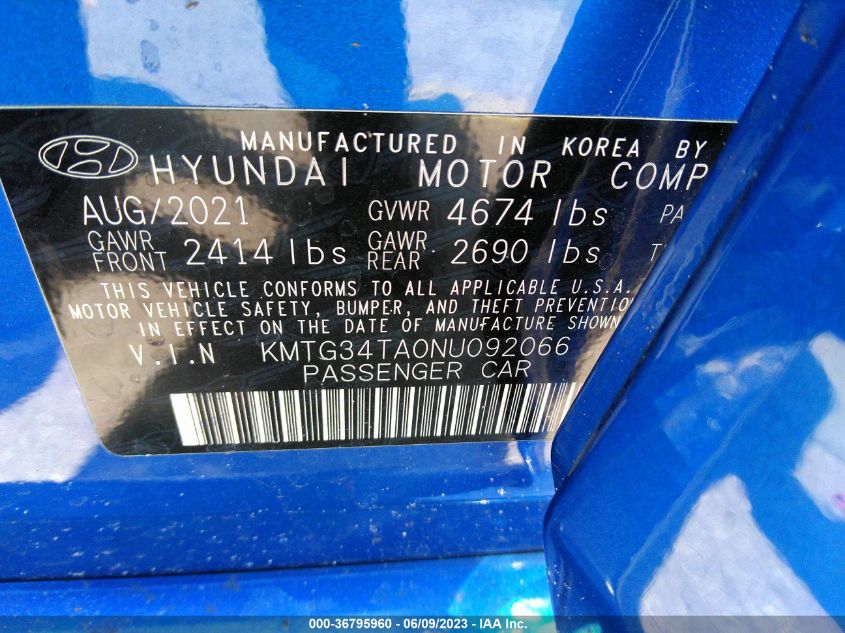 MANUFACTURED IN KOREA BY
HYUNDAI MOTOR COMP
AUG/2021 GVWR 4674 lbs PA
GAWR FRONT 2414 lbs GAWR REAR 2690 lbs T
THIS VEHICLE CONFORMS TO ALL APPLICABLE U.S.A.
MOTOR VEHICLE SAFETY, BUMPER, AND THEFT PREVENTIO
IN EFFECT ON THE DATE OF MANUFACTURE SHOWN
V.I.N KMTG34TA0NU092066
PASSENGER CAR
000-36795960 - 06/09/2023 - IAA Inc.